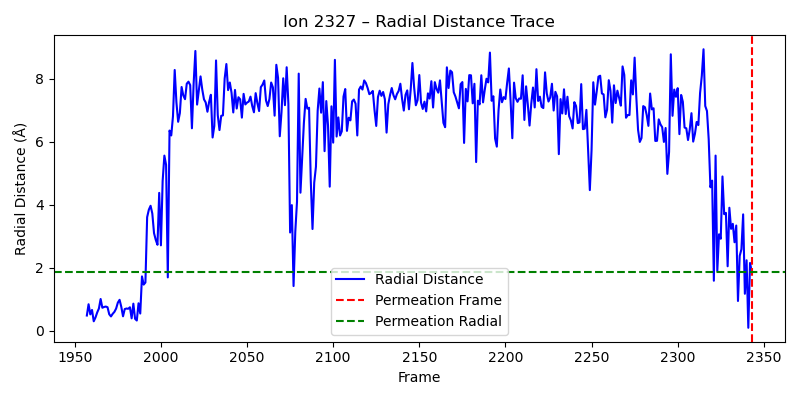 Ion 2327 – Radial Distance Trace
Radial Distance (Å)
8
6
4
2
0
Radial Distance
Permeation Frame
Permeation Radial
1950
2000
2050
2100
2150
2200
2250
2300
2350
Frame